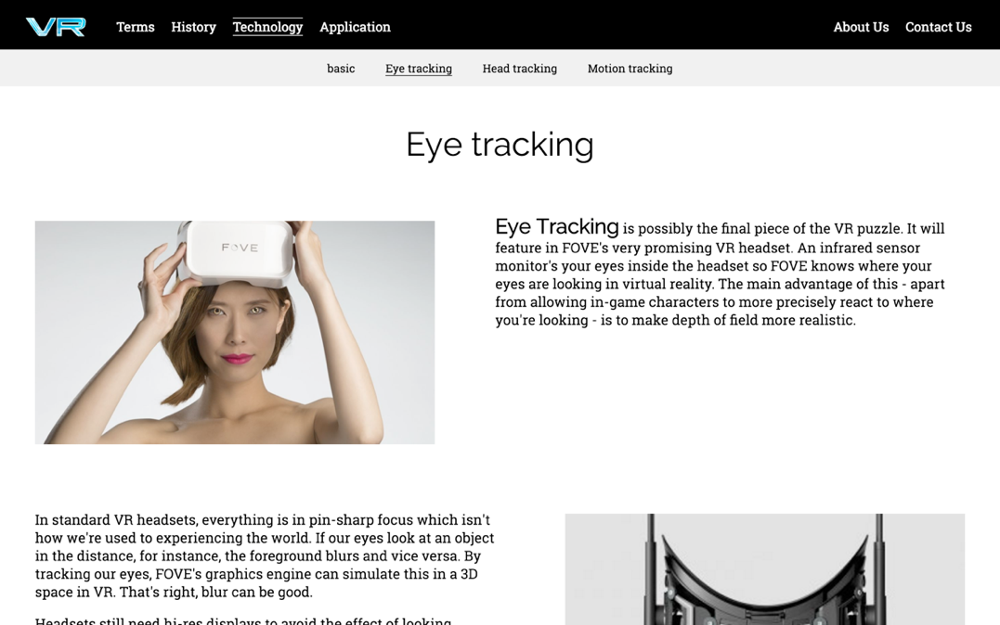 VR Terms History Technology Application About Us Contact Us
basic Eye tracking Head tracking Motion tracking
Eye tracking
FOVE
Eye Tracking is possibly the final piece of the VR puzzle. It will
feature in FOVE's very promising VR headset. An infrared sensor
monitor's your eyes inside the headset so FOVE knows where your
eyes are looking in virtual reality. The main advantage of this - apart
from allowing in-game characters to more precisely react to where
you're looking - is to make depth of field more realistic.
In standard VR headsets, everything is in pin-sharp focus which isn't
how we're used to experiencing the world. If our eyes look at an object
in the distance, for instance, the foreground blurs and vice versa. By
tracking our eyes, FOVE's graphics engine can simulate this in a 3D
space in VR. That's right, blur can be good.
Headsets still need hi-res displays to avoid the effect of looking